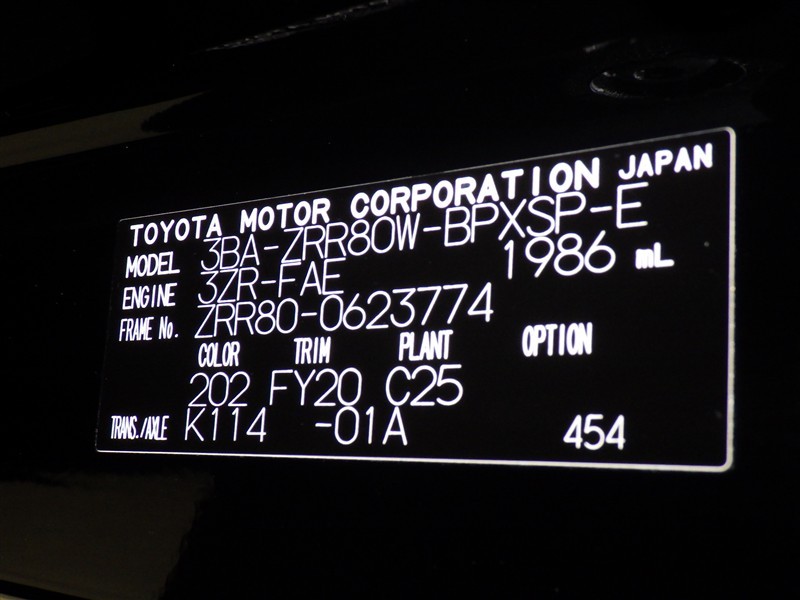 TOYOTA MOTOR CORPORATION JAPAN
MODEL 3BA-ZRR80W-BPXSP-E
ENGINE 3ZR-FAE 1986 mL
FRAME No. ZRR80-0623774
COLOR TRIM PLANT OPTION
202 FY20 C25
TRANS./AXLE K114 -01A 454